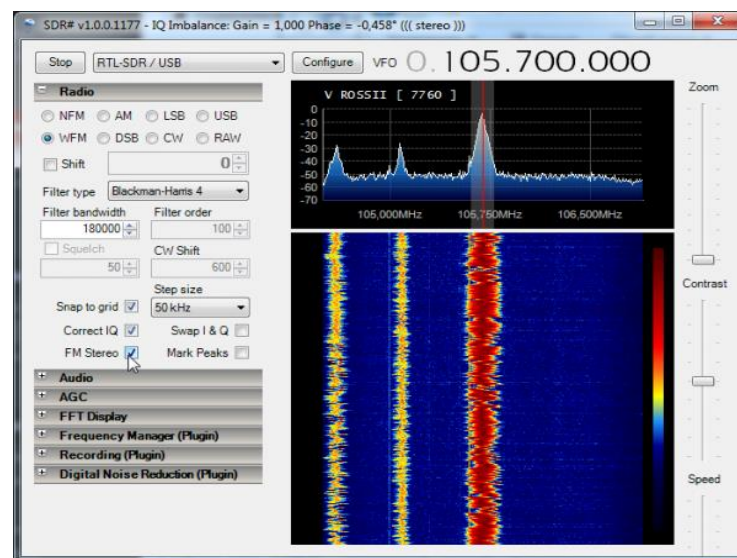 SDR# v1.0.0.1177 - IQ Imbalance: Gain = 1,000 Phase = -0,458° ((( stereo )))
Stop RTL-SDR / USB Configure VFO 0.105.700.000
Radio
NFM AM LSB USB
WFM DSB CW RAW
Shift 0
Filter type Blackman-Harris 4
Filter bandwidth Filter order
180000 100
Squelch CW Shift
50 600
Step size
Snap to grid 50 kHz
Correct IQ Swap I & Q
FM Stereo Mark Peaks
Audio
AGC
FFT Display
Frequency Manager (Plugin)
Recording (Plugin)
Digital Noise Reduction (Plugin)
V ROSSII [ 7760 ]
0
-10
-20
-30
-40
-50
-60
-70
105,000MHz 105,750MHz 106,500MHz
Zoom
Contrast
Speed